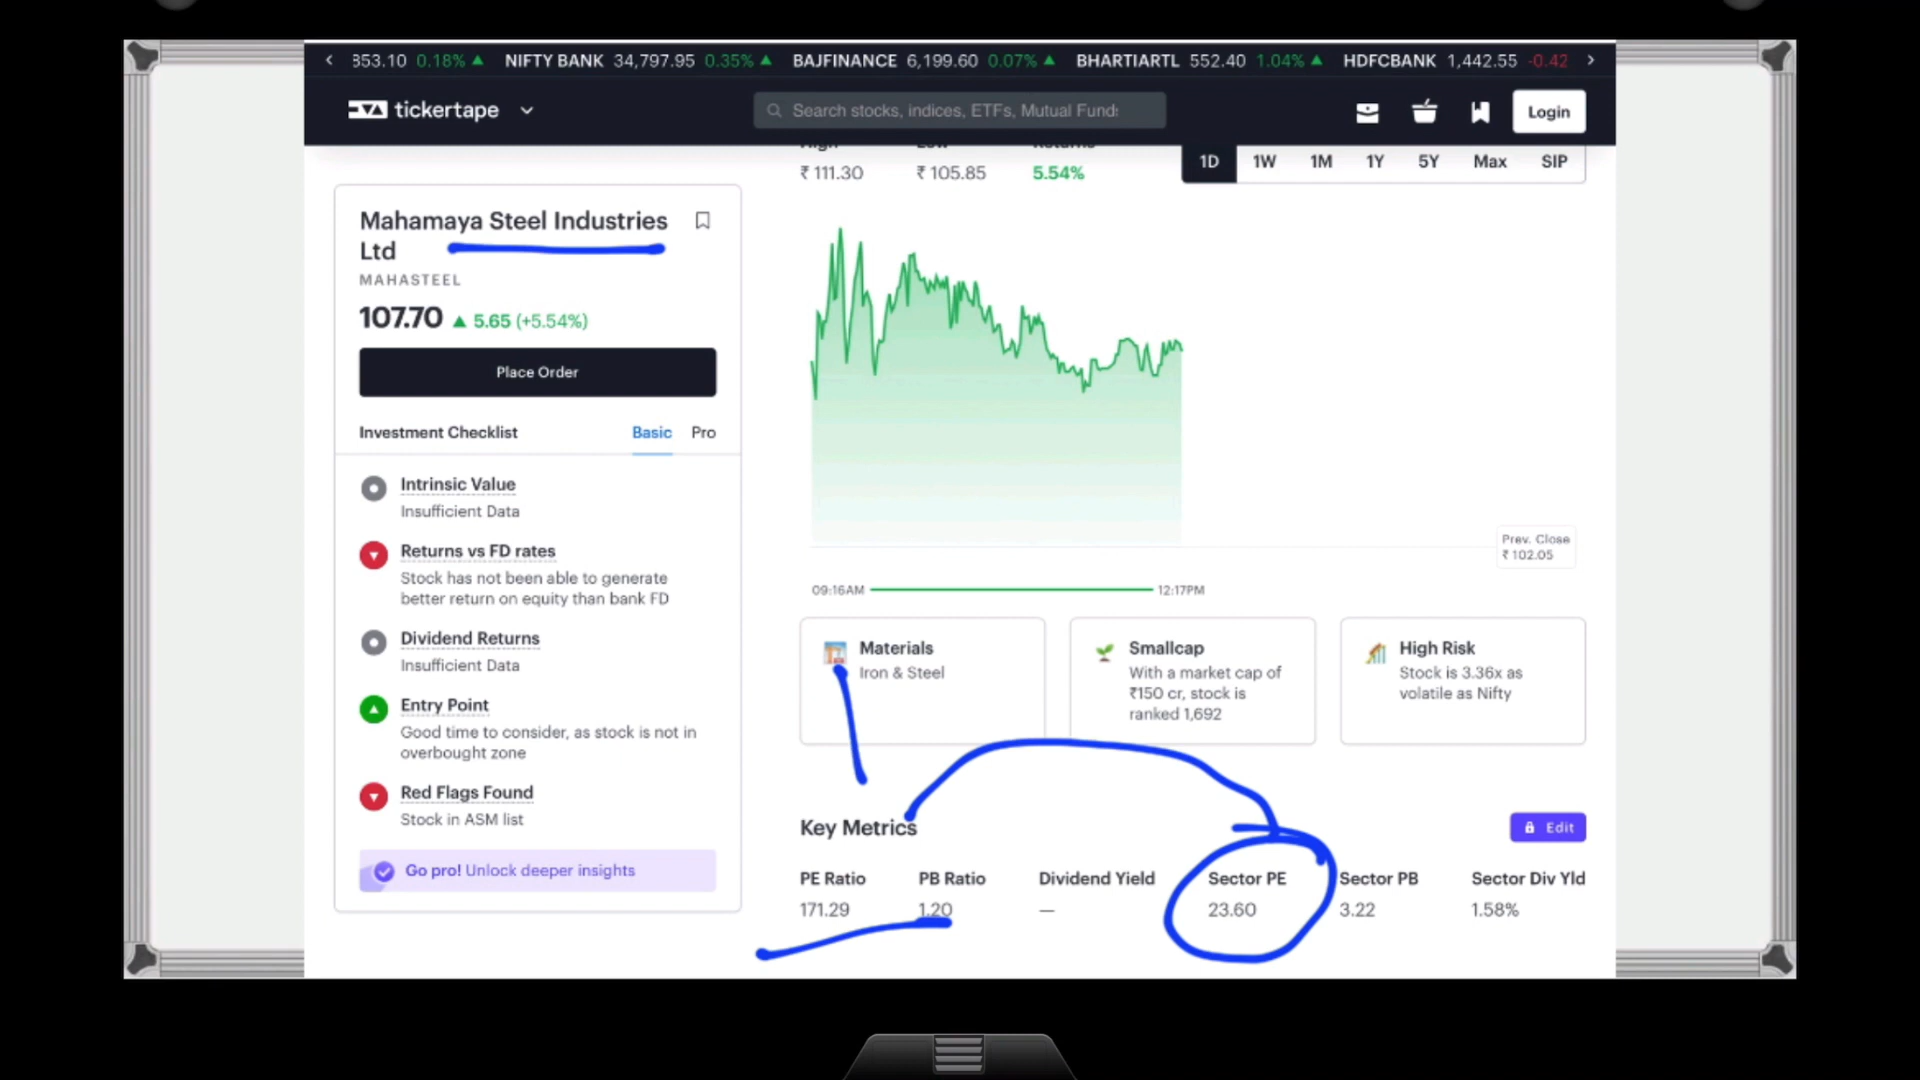 853.10 0.18% ▲ NIFTY BANK 34,797.95 0.35% ▲ BAJFINANCE 6,199.60 0.07% ▲ BHARTIARTL 552.40 1.04% ▲ HDFCBANK 1,442.55 -0.42
tickertape
Search stocks, indices, ETFs, Mutual Fund
Login
High Low Returns
₹ 111.30 ₹ 105.85 5.54%
1D 1W 1M 1Y 5Y Max SIP
Mahamaya Steel Industries
Ltd
MAHASTEEL
107.70 ▲ 5.65 (+5.54%)
Place Order
Investment Checklist Basic Pro
Intrinsic Value
Insufficient Data
Returns vs FD rates
Stock has not been able to generate
better return on equity than bank FD
Dividend Returns
Insufficient Data
Entry Point
Good time to consider, as stock is not in
overbought zone
Red Flags Found
Stock in ASM list
Go pro! Unlock deeper insights
Prev. Close
₹ 102.05
09:16AM 12:17PM
Materials
Iron & Steel
Smallcap
With a market cap of
₹150 cr, stock is
ranked 1,692
High Risk
Stock is 3.36x as
volatile as Nifty
Key Metrics
Edit
PE Ratio PB Ratio Dividend Yield Sector PE Sector PB Sector Div Yld
171.29 1.20 — 23.60 3.22 1.58%